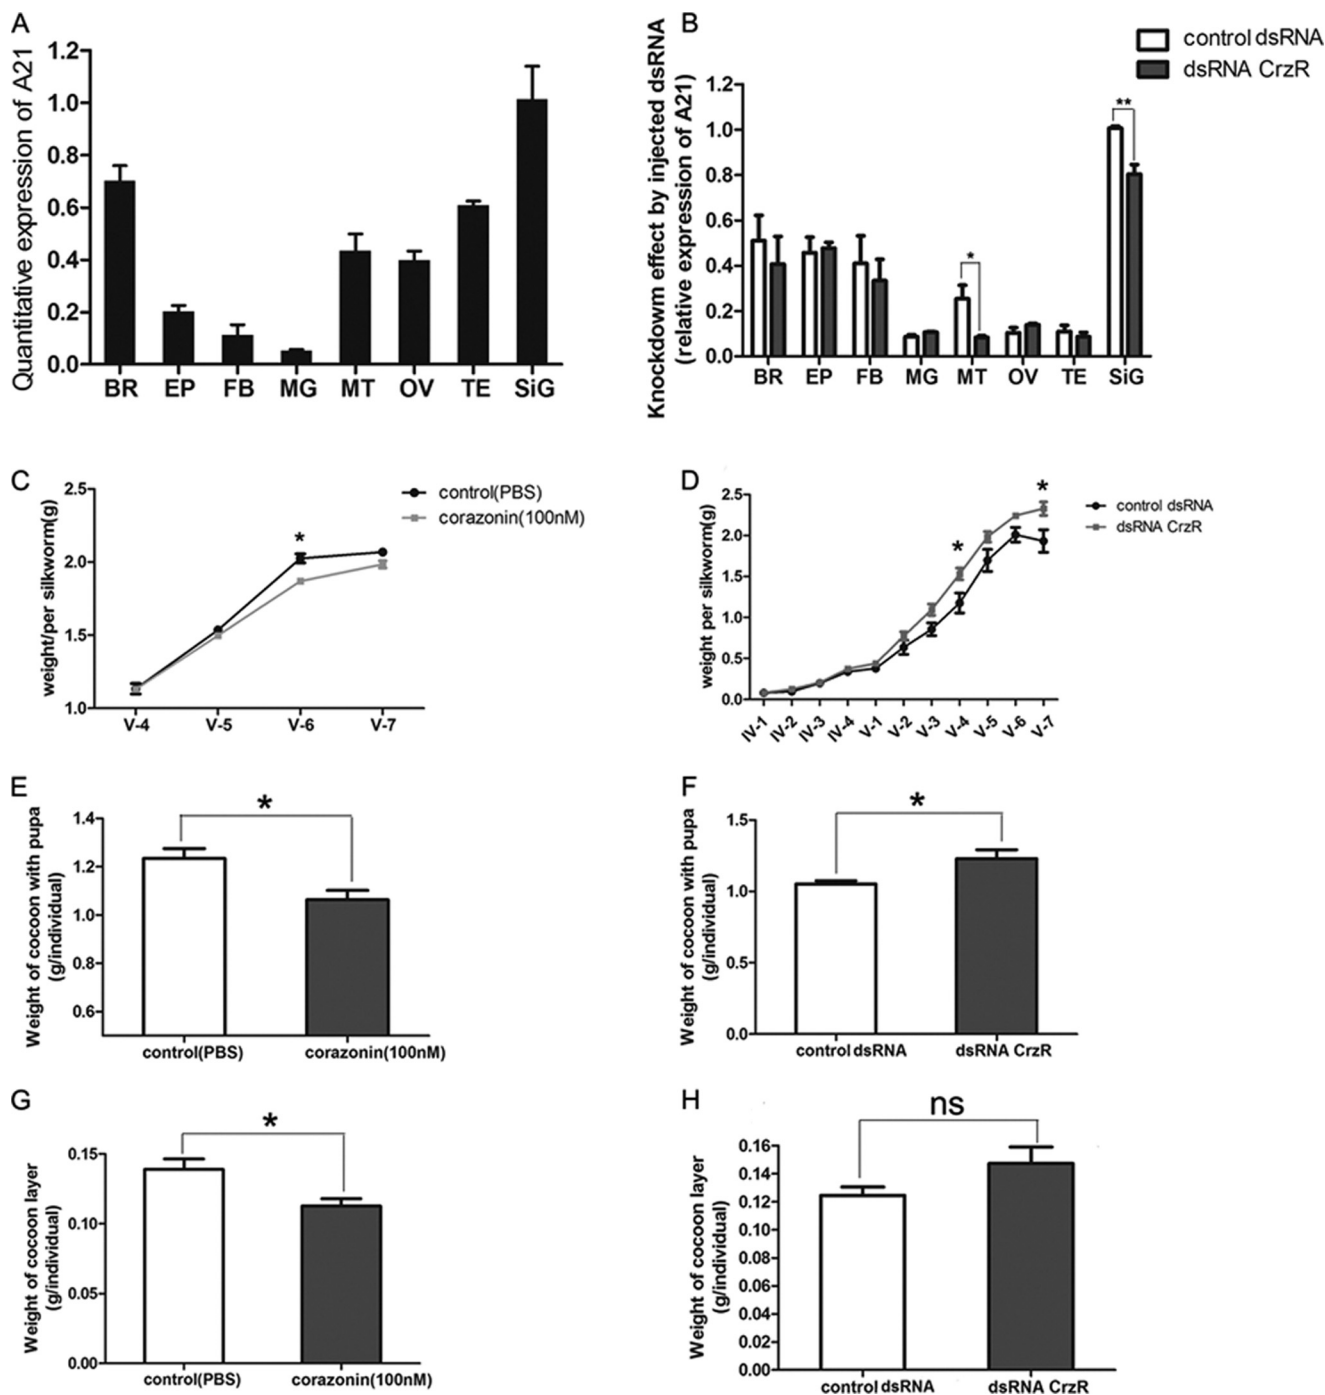 A
Quantitative expression of A21
1.2
1.0
0.8
0.6
0.4
0.2
0.0
BR EP FB MG MT OV TE SiG
B
control dsRNA
dsRNA CrzR
Knockdowm effect by injected dsRNA
(relative expression of A21)
1.2
1.0
0.8
0.6
0.4
0.2
0.0
*
**
BR EP FB MG MT OV TE SiG
C
control(PBS)
corazonin(100nM)
weight/per silkworm(g)
2.5
2.0
1.5
1.0
*
V-4 V-5 V-6 V-7
D
control dsRNA
dsRNA CrzR
weight per silkworm(g)
2.5
2.0
1.5
1.0
0.5
0.0
*
*
IV-1 IV-2 IV-3 IV-4 V-1 V-2 V-3 V-4 V-5 V-6 V-7
E
Weight of cocoon with pupa
(g/individual)
1.4
1.2
1.0
0.8
0.6
*
control(PBS) corazonin(100nM)
F
Weight of cocoon with pupa
(g/individual)
1.5
1.0
0.5
0.0
*
control dsRNA dsRNA CrzR
G
Weight of cocoon layer
(g/individual)
0.15
0.10
0.05
0.00
*
control(PBS) corazonin(100nM)
H
Weight of cocoon layer
(g/individual)
0.16
0.14
0.12
0.10
0.08
0.06
0.04
0.02
0.00
ns
control dsRNA dsRNA CrzR